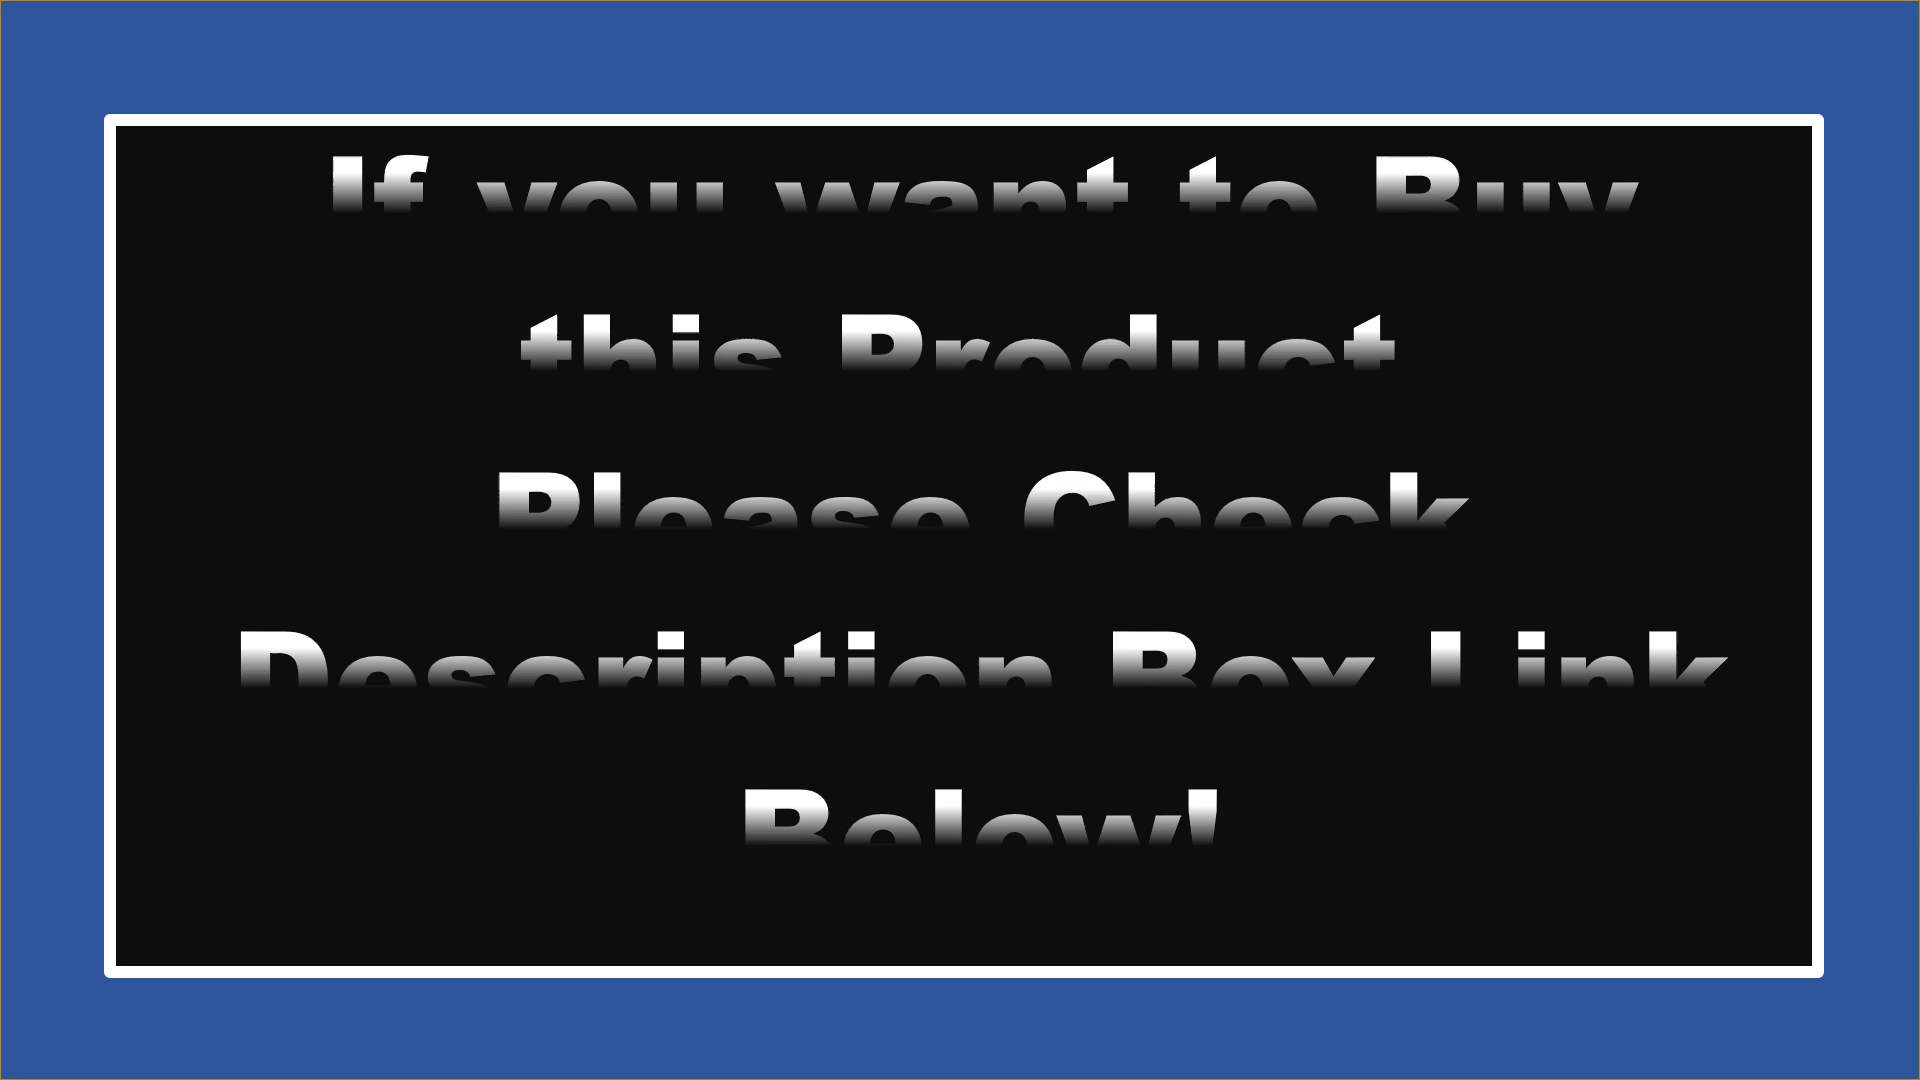 If you want to Buy
this Product
Please Check
Description Box Link
Below!